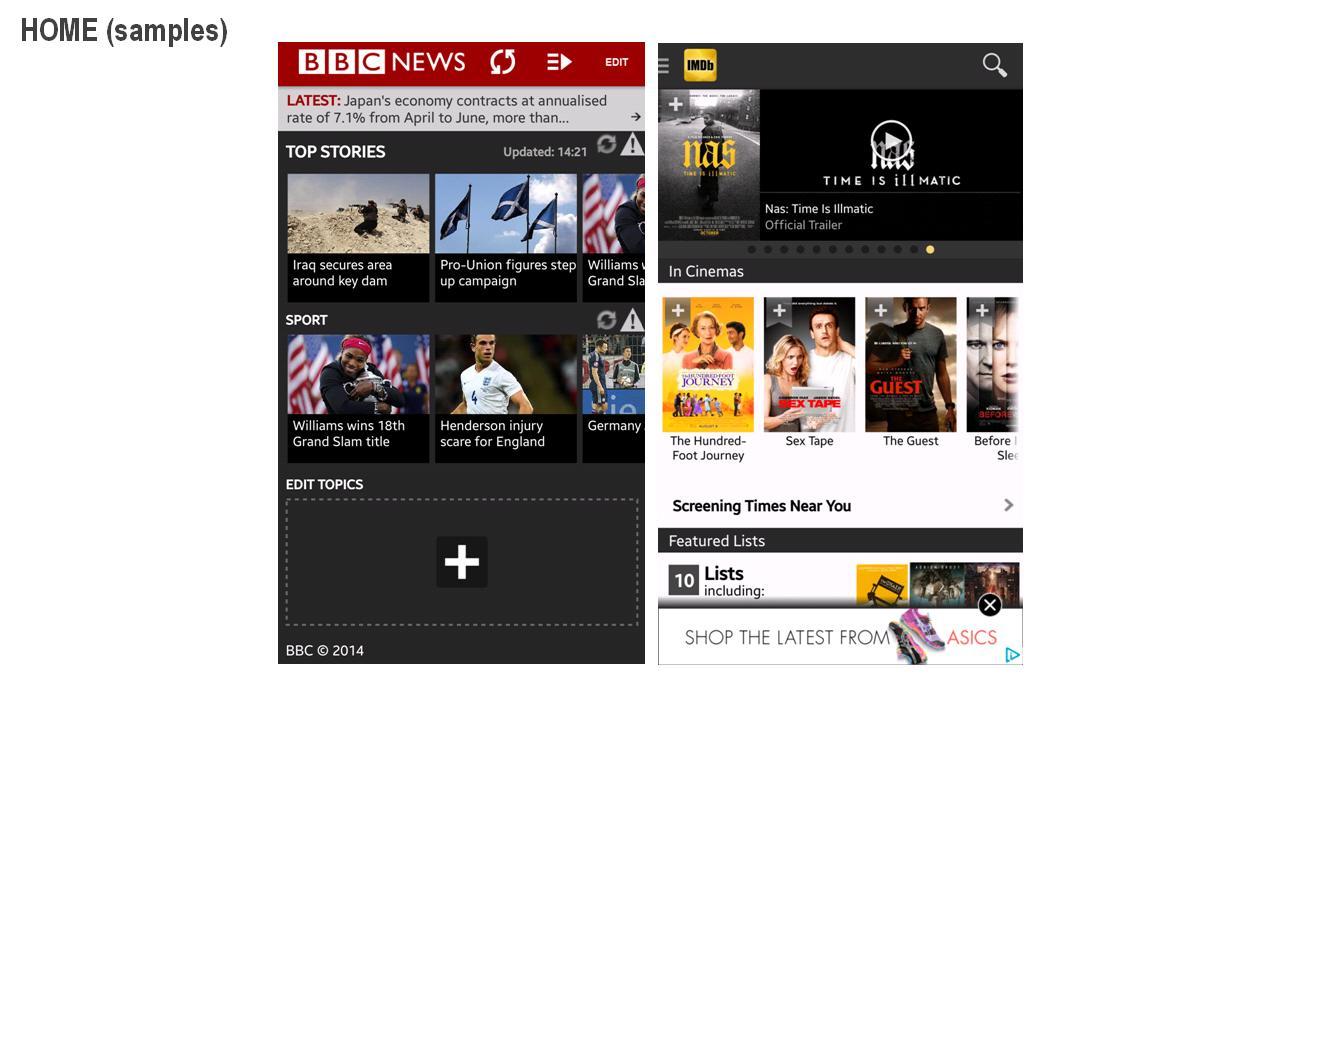 HOME (samples)
BBC NEWS
EDIT
LATEST: Japan's economy contracts at annualised
rate of 7.1% from April to June, more than...
TOP STORIES
Updated: 14:21
Iraq secures area
around key dam
Pro-Union figures step
up campaign
Williams
Grand Sla
SPORT
Williams wins 18th
Grand Slam title
Henderson injury
scare for England
Germany
EDIT TOPICS
BBC © 2014
IMDb
nas
TIME IS illMATIC
OCTOBER
nas
TIME IS illMATIC
Nas: Time Is Illmatic
Official Trailer
In Cinemas
THE HUNDRED-FOOT
JOURNEY
SEX TAPE
THE
GUEST
BEFORE
The Hundred-
Foot Journey
Sex Tape
The Guest
Before I
Slee
Screening Times Near You
Featured Lists
10 Lists
including:
SHOP THE LATEST FROM ASICS